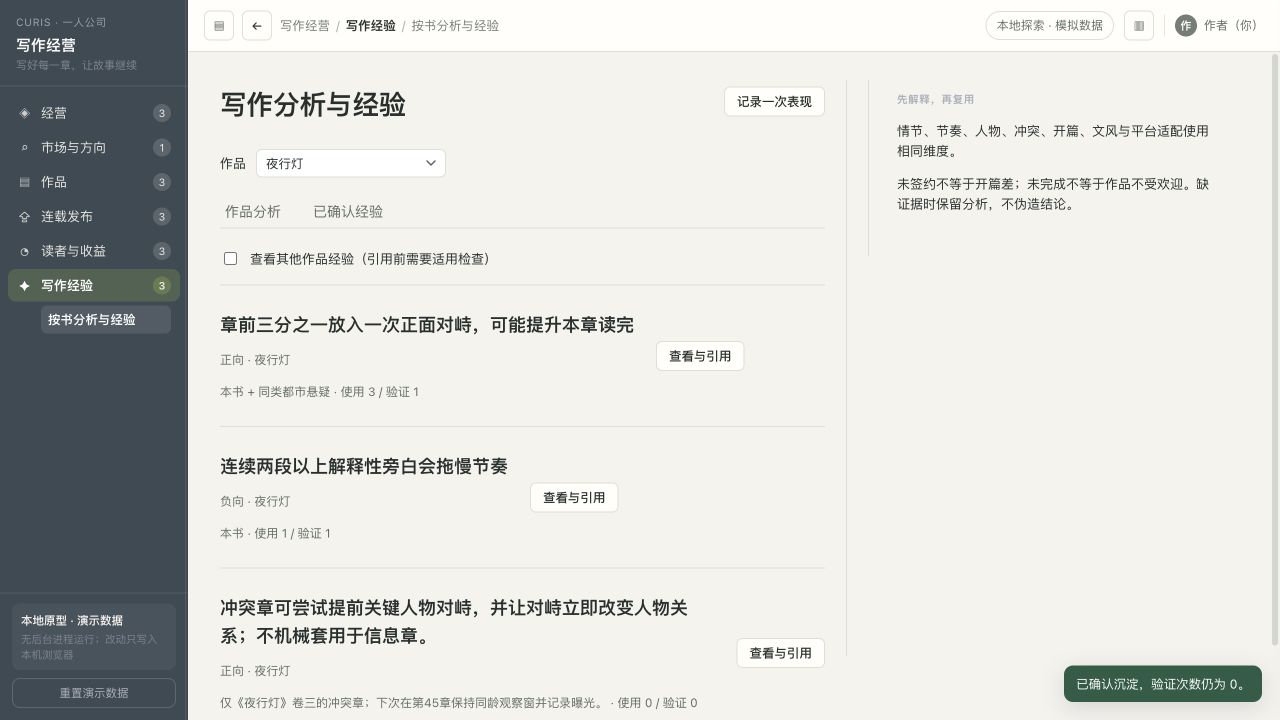 CURIS · 一人公司
写作经营
写好每一章，让故事继续
经营 3
市场与方向 1
作品 3
连载发布 3
读者与收益 3
写作经验 3
按书分析与经验
本地原型 · 演示数据
无后台进程运行；改动只写入
本机浏览器
重置演示数据
写作经营 / 写作经验 / 按书分析与经验
本地探索 · 模拟数据
作 作者（你）
写作分析与经验
记录一次表现
作品 夜行灯
作品分析 已确认经验
查看其他作品经验（引用前需要适用检查）
章前三分之一放入一次正面对峙，可能提升本章读完
正向 · 夜行灯
本书 + 同类都市悬疑 · 使用 3 / 验证 1
查看与引用
连续两段以上解释性旁白会拖慢节奏
负向 · 夜行灯
本书 · 使用 1 / 验证 1
查看与引用
冲突章可尝试提前关键人物对峙，并让对峙立即改变人物关
系；不机械套用于信息章。
正向 · 夜行灯
仅《夜行灯》卷三的冲突章；下次在第45章保持同龄观察窗并记录曝光。 · 使用 0 / 验证 0
查看与引用
先解释，再复用
情节、节奏、人物、冲突、开篇、文风与平台适配使用
相同维度。
未签约不等于开篇差；未完成不等于作品不受欢迎。缺
证据时保留分析，不伪造结论。
已确认沉淀，验证次数仍为 0。